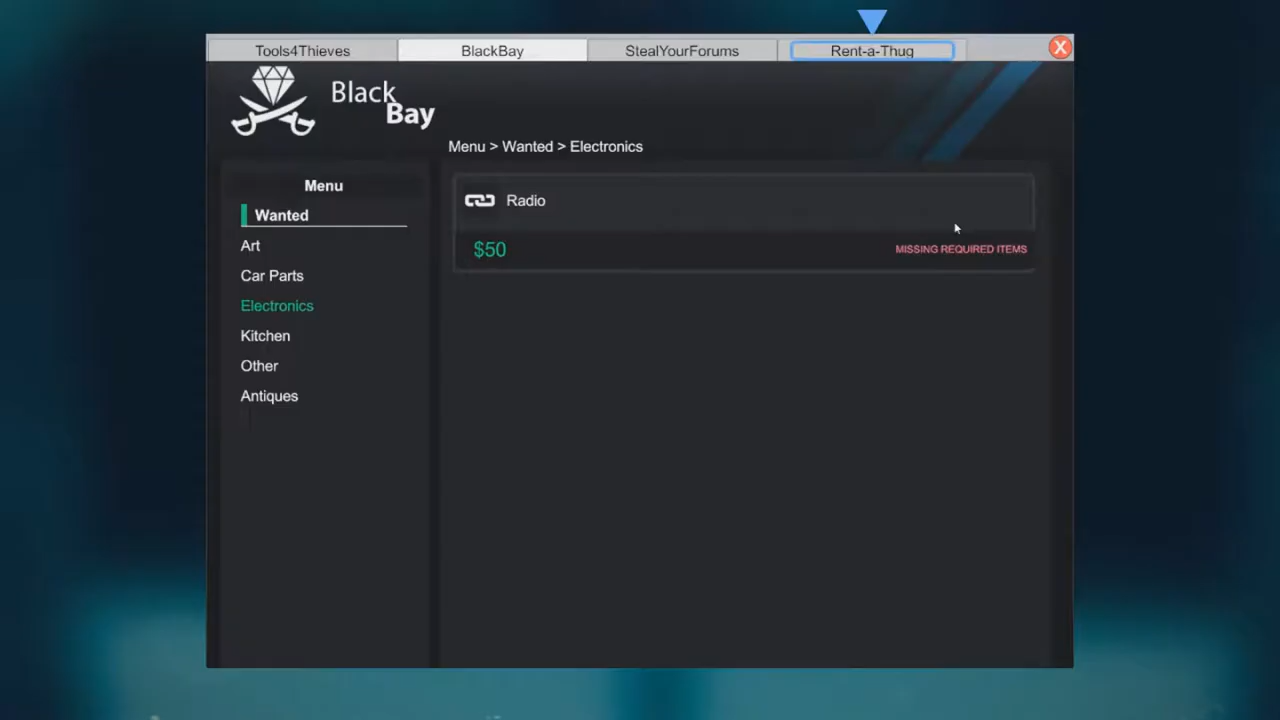 Tools4Thieves
BlackBay
StealYourForums
Rent-a-Thug
X
Black
Bay
Menu > Wanted > Electronics
Menu
Wanted
Art
Car Parts
Electronics
Kitchen
Other
Antiques
Radio
$50
MISSING REQUIRED ITEMS